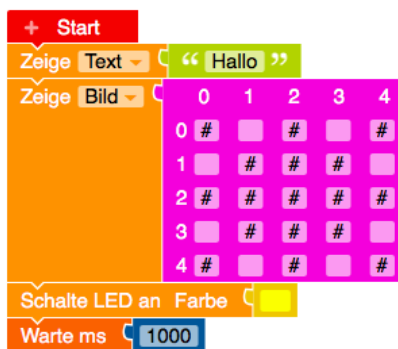 + Start
Zeige Text “ Hallo ”
Zeige Bild 0 1 2 3 4
0 # # #
1 # # #
2 # # # # #
3 # # #
4 # # #
Schalte LED an Farbe
Warte ms 1000